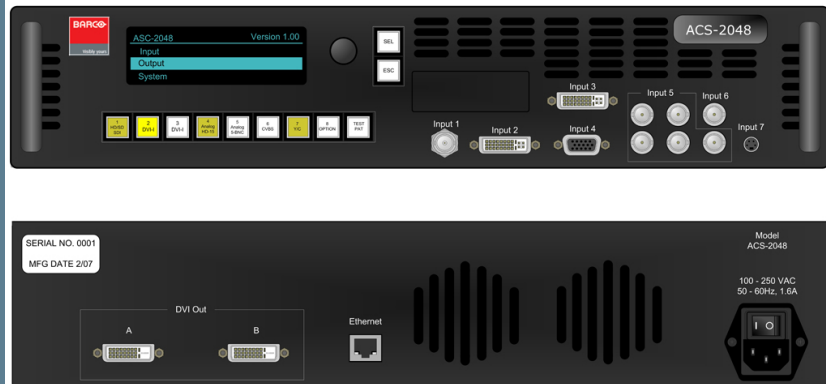 BARCO
Visibly yours
ASC-2048 Version 1.00
Input
Output
System
SEL
ESC
ACS-2048
Input 1
Input 2
Input 3
Input 4
Input 5
Input 6
Input 7
1 HD/SD SDI
2 DVI-I
3 DVI-I
4 Analog HD-15
5 Analog 5-BNC
6 CVBS
7 Y/C
8 OPTION
TEST PAT
SERIAL NO. 0001
MFG DATE 2/07
DVI Out
A
B
Ethernet
Model
ACS-2048
100 - 250 VAC
50 - 60Hz, 1.6A
I O